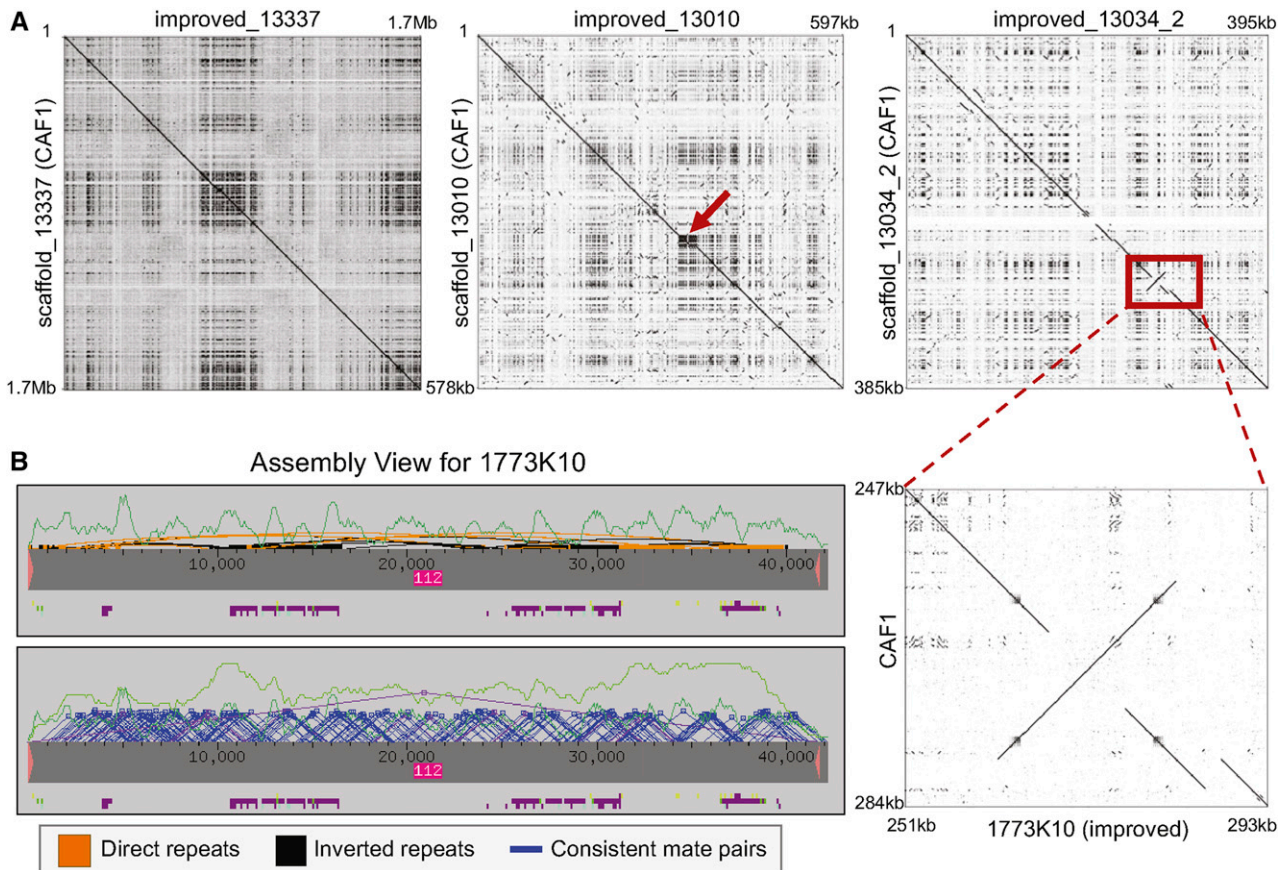 A
improved_13337
1.7Mb
improved_13010
597kb
improved_13034_2
395kb
1
1
1
scaffold_13337 (CAF1)
scaffold_13010 (CAF1)
scaffold_13034_2 (CAF1)
1.7Mb
578kb
385kb
B
Assembly View for 1773K10
10,000
20,000
30,000
40,000
112
10,000
20,000
30,000
40,000
112
Direct repeats
Inverted repeats
Consistent mate pairs
247kb
CAF1
284kb
251kb
1773K10 (improved)
293kb